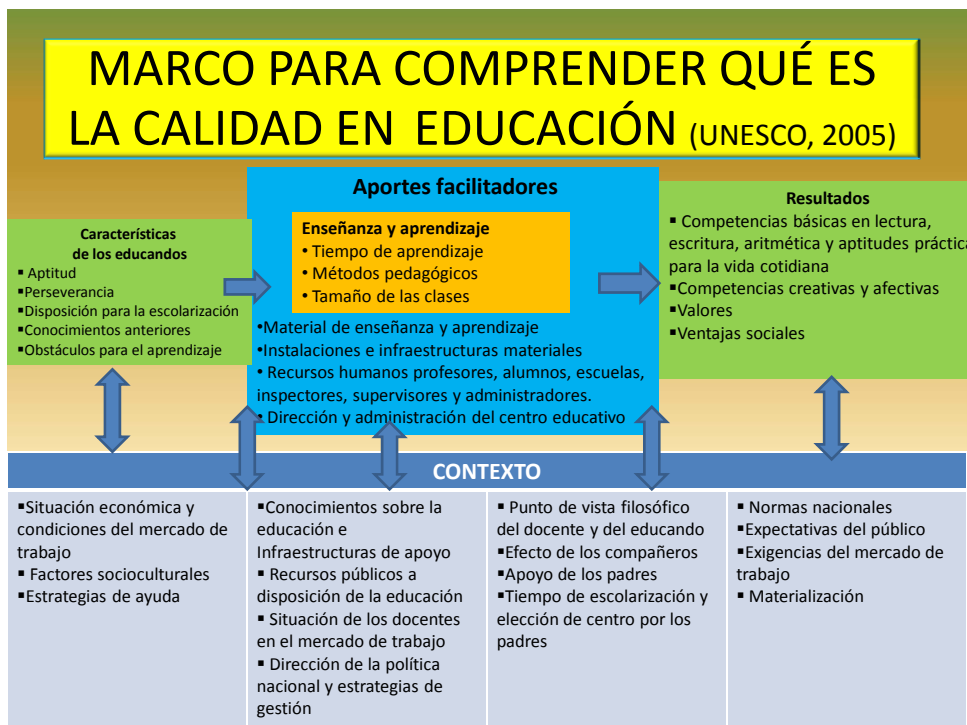 MARCO PARA COMPRENDER QUÉ ES
LA CALIDAD EN EDUCACIÓN (UNESCO, 2005)
Características
de los educandos
▪ Aptitud
▪Perseverancia
▪Disposición para la escolarización
▪Conocimientos anteriores
▪Obstáculos para el aprendizaje
Aportes facilitadores
Enseñanza y aprendizaje
• Tiempo de aprendizaje
• Métodos pedagógicos
• Tamaño de las clases
•Material de enseñanza y aprendizaje
•Instalaciones e infraestructuras materiales
• Recursos humanos profesores, alumnos, escuelas,
inspectores, supervisores y administradores.
• Dirección y administración del centro educativo
Resultados
▪ Competencias básicas en lectura,
escritura, aritmética y aptitudes práctica
para la vida cotidiana
▪Competencias creativas y afectivas
▪Valores
▪Ventajas sociales
CONTEXTO
▪Situación económica y
condiciones del mercado de
trabajo
▪ Factores socioculturales
▪Estrategias de ayuda
▪Conocimientos sobre la
educación e
Infraestructuras de apoyo
▪ Recursos públicos a
disposición de la educación
▪ Situación de los docentes
en el mercado de trabajo
▪ Dirección de la política
nacional y estrategias de
gestión
▪ Punto de vista filosófico
del docente y del educando
▪Efecto de los compañeros
▪Apoyo de los padres
▪Tiempo de escolarización y
elección de centro por los
padres
▪ Normas nacionales
▪Expectativas del público
▪Exigencias del mercado de
trabajo
▪ Materialización